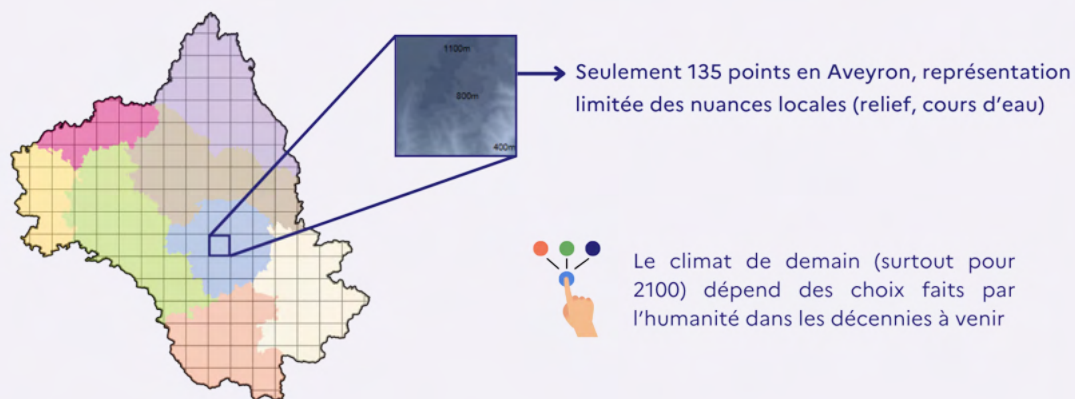 1100m
800m
400m
Seulement 135 points en Aveyron, représentation
limitée des nuances locales (relief, cours d'eau)
Le climat de demain (surtout pour
2100) dépend des choix faits par
l'humanité dans les décennies à venir